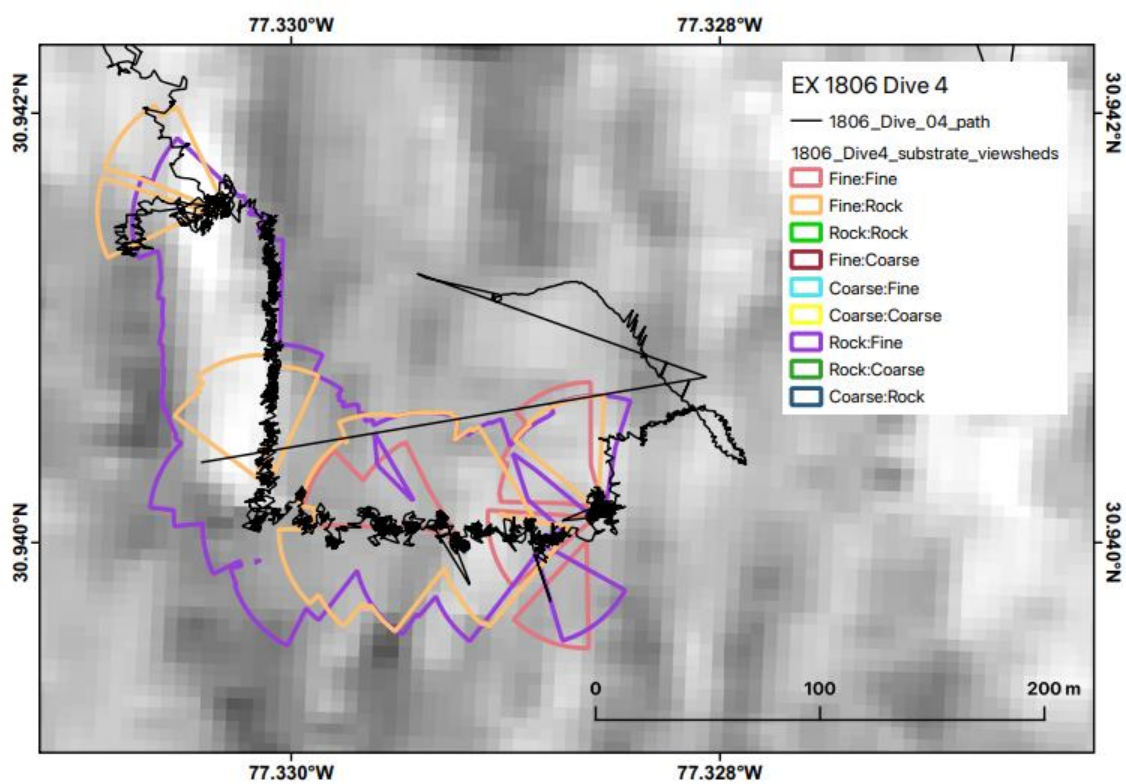 77.330°W 77.328°W
30.942°N 30.942°N
EX 1806 Dive 4
1806_Dive_04_path
1806_Dive4_substrate_viewsheds
Fine:Fine
Fine:Rock
Rock:Rock
Fine:Coarse
Coarse:Fine
Coarse:Coarse
Rock:Fine
Rock:Coarse
Coarse:Rock
30.940°N 30.940°N
0 100 200 m
77.330°W 77.328°W